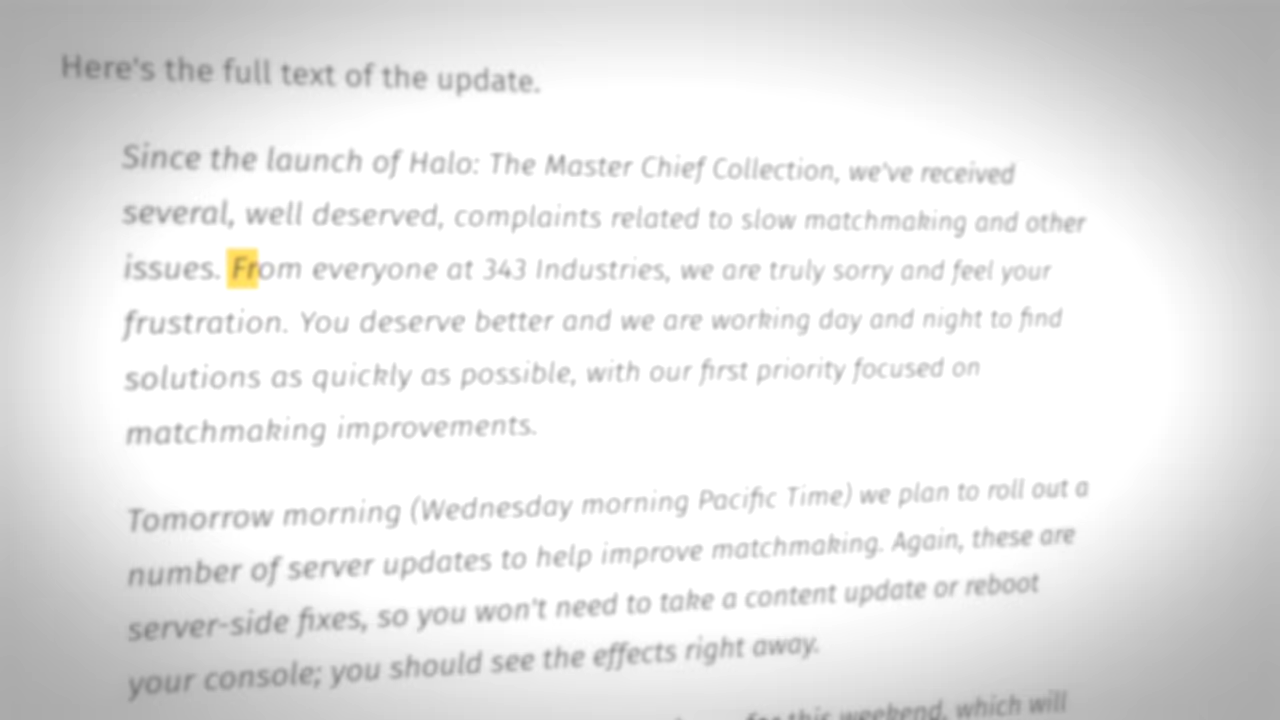 Here's the full text of the update.
Since the launch of Halo: The Master Chief Collection, we've received
several, well deserved, complaints related to slow matchmaking and other
issues. From everyone at 343 Industries, we are truly sorry and feel your
frustration. You deserve better and we are working day and night to find
solutions as quickly as possible, with our first priority focused on
matchmaking improvements.
Tomorrow morning (Wednesday morning Pacific Time) we plan to roll out a
number of server updates to help improve matchmaking. Again, these are
server-side fixes, so you won't need to take a content update or reboot
your console; you should see the effects right away.
for this weekend, which will